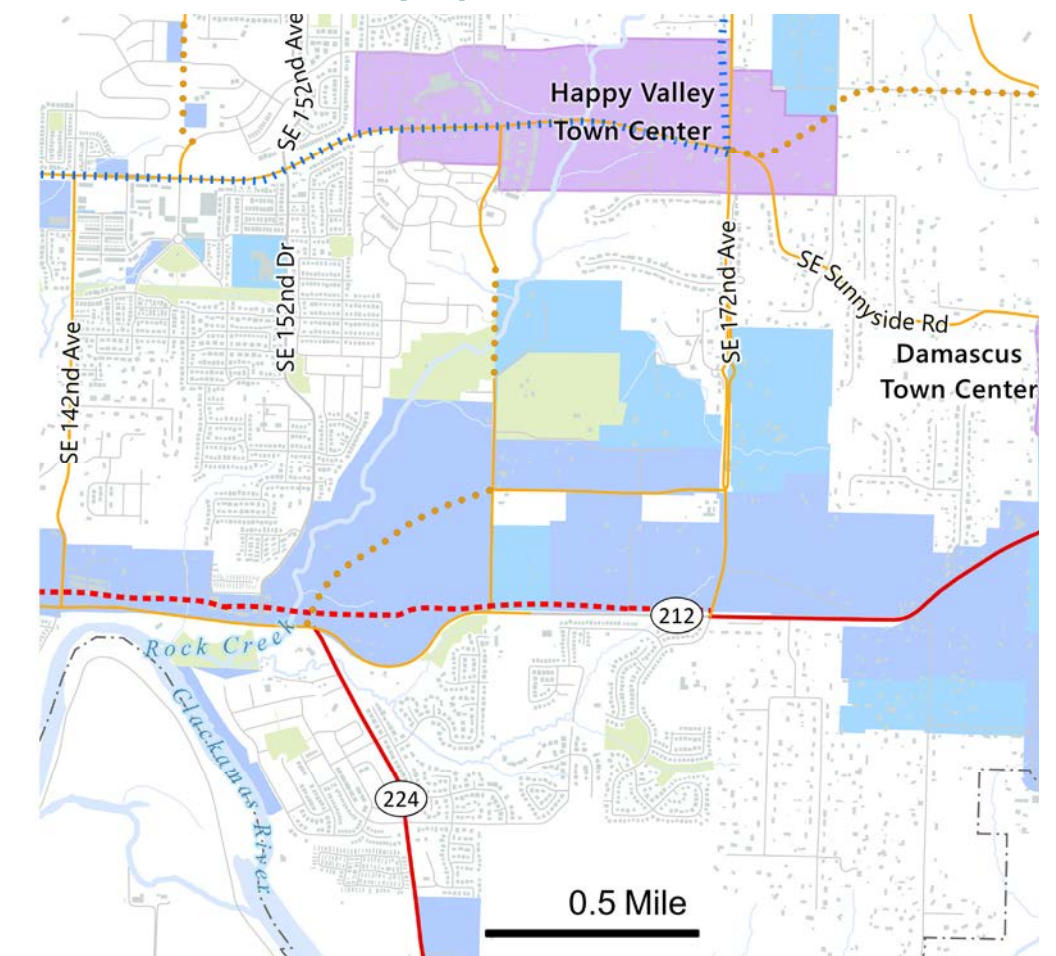 SE 152nd Ave
Happy Valley
Town Center
SE 142nd Ave
SE 152nd Dr
SE 172nd Ave
SE Sunnyside Rd
Damascus
Town Center
212
Rock Creek
Clackamas River
224
0.5 Mile